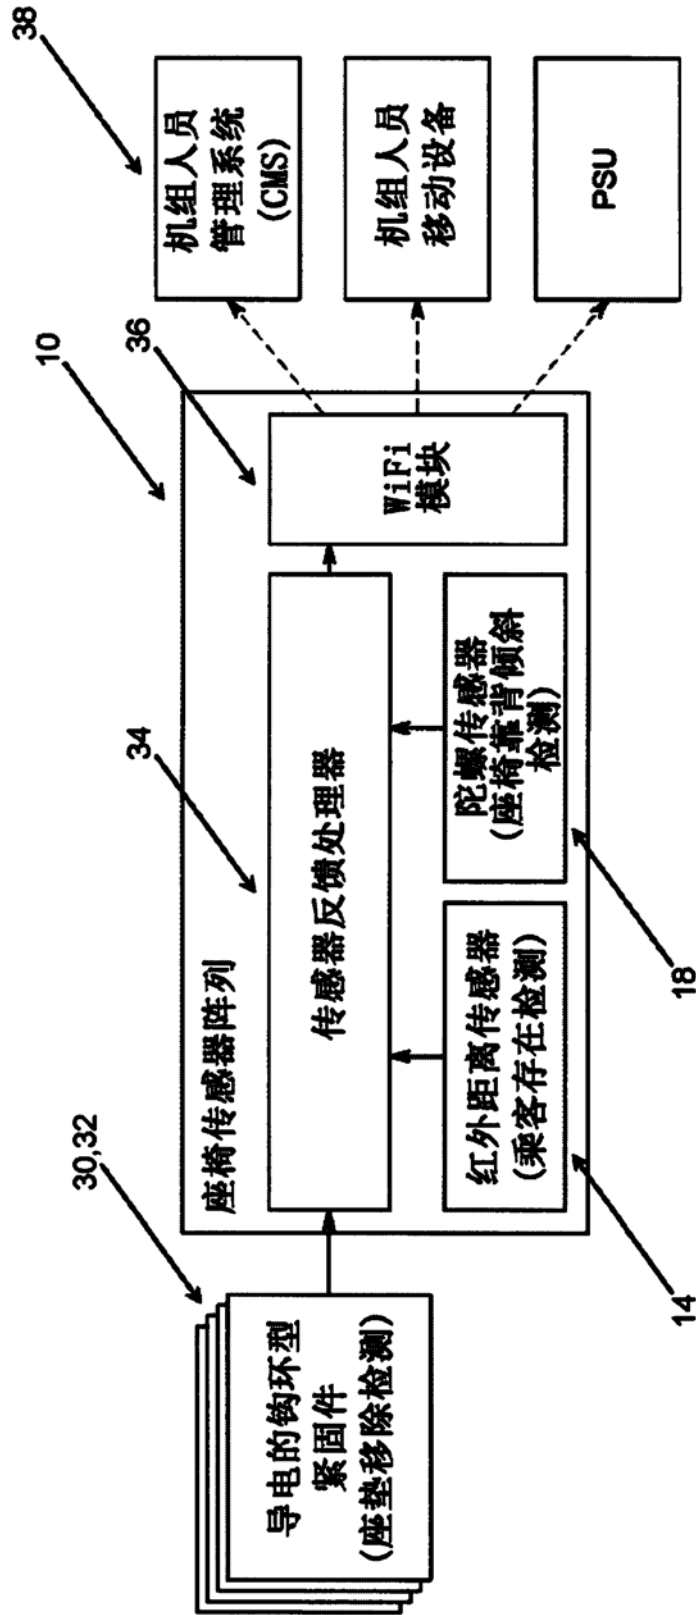 30,32
导电的钩环型
紧固件
(座垫移除检测)
10
座椅传感器阵列
34
传感器反馈处理器
红外距离传感器
(乘客存在检测)
14
陀螺传感器
(座椅靠背倾斜
检测)
18
36
WiFi
模块
38
机组人员
管理系统
(CMS)
机组人员
移动设备
PSU